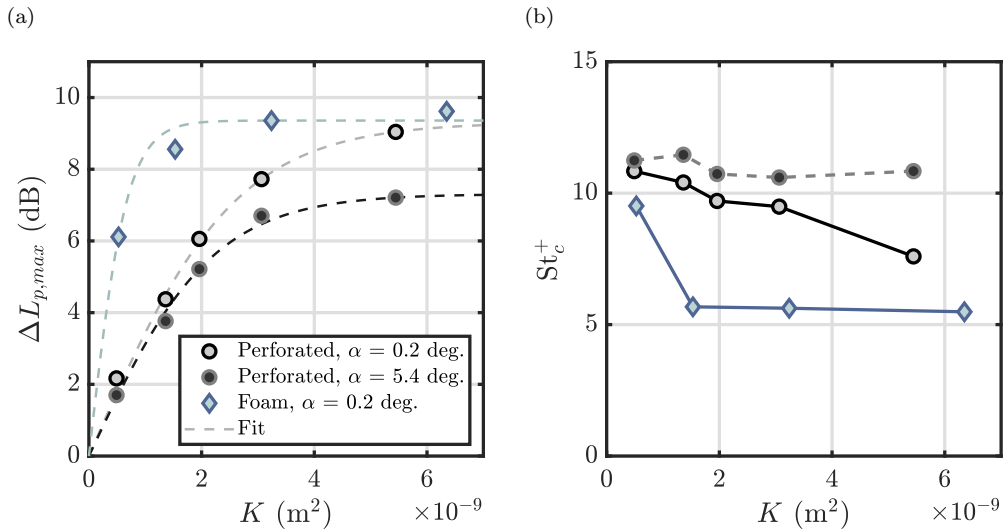 (a)
10
8
6
4
2
0
ΔL_{p,max} (dB)
Perforated, α = 0.2 deg.
Perforated, α = 5.4 deg.
Foam, α = 0.2 deg.
Fit
0 2 4 6
K (m²) ×10⁻⁹
(b)
15
10
5
0
St_c^+
0 2 4 6
K (m²) ×10⁻⁹